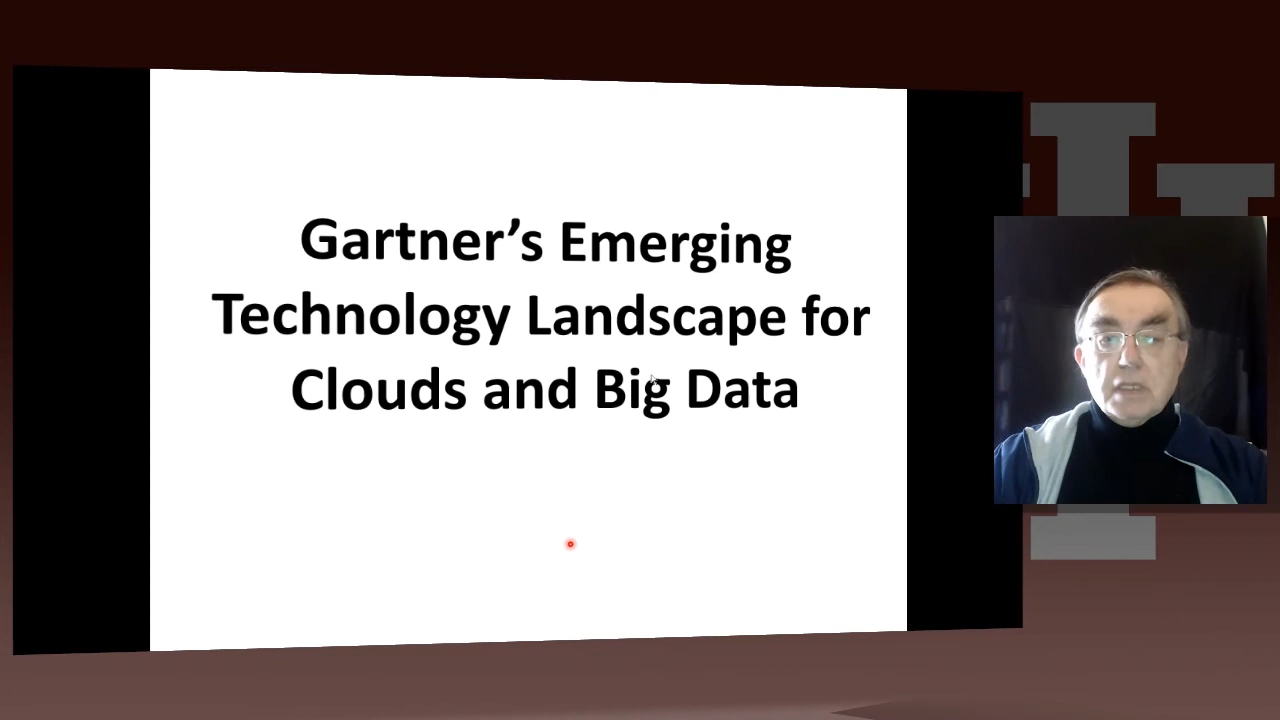 Gartner’s Emerging
Technology Landscape for
Clouds and Big Data